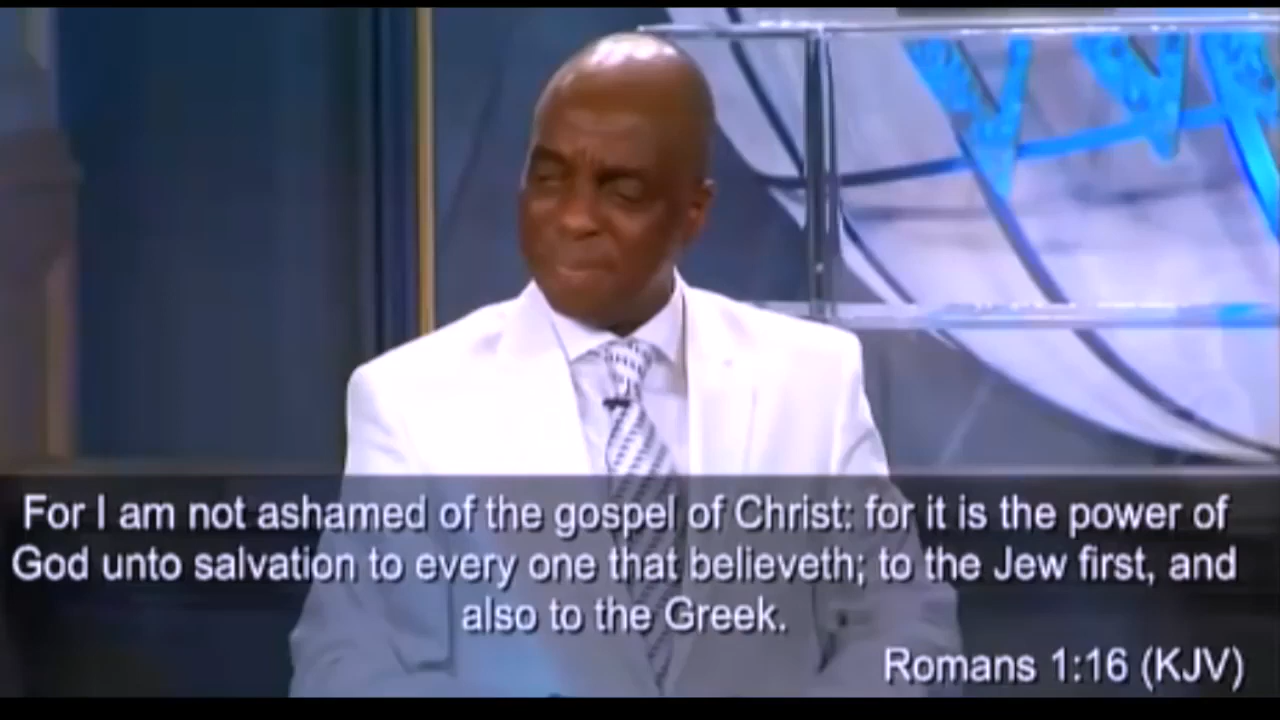 For I am not ashamed of the gospel of Christ: for it is the power of
God unto salvation to every one that believeth; to the Jew first, and
also to the Greek.
Romans 1:16 (KJV)